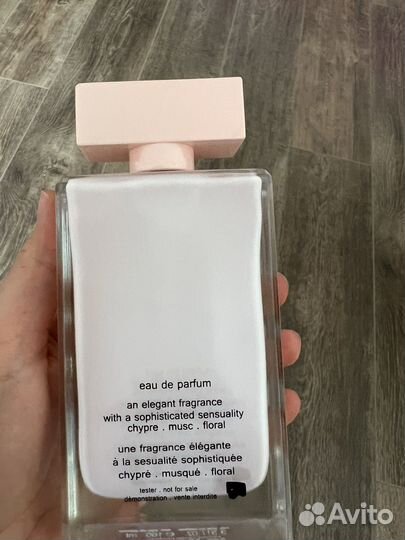 eau de parfum
an elegant fragrance
with a sophisticated sensuality
chypre . musc . floral
une fragrance élégante
à la sesualité sophistiquée
chypré . musqué . floral
tester . not for sale
démonstration . vente interdite
Avito